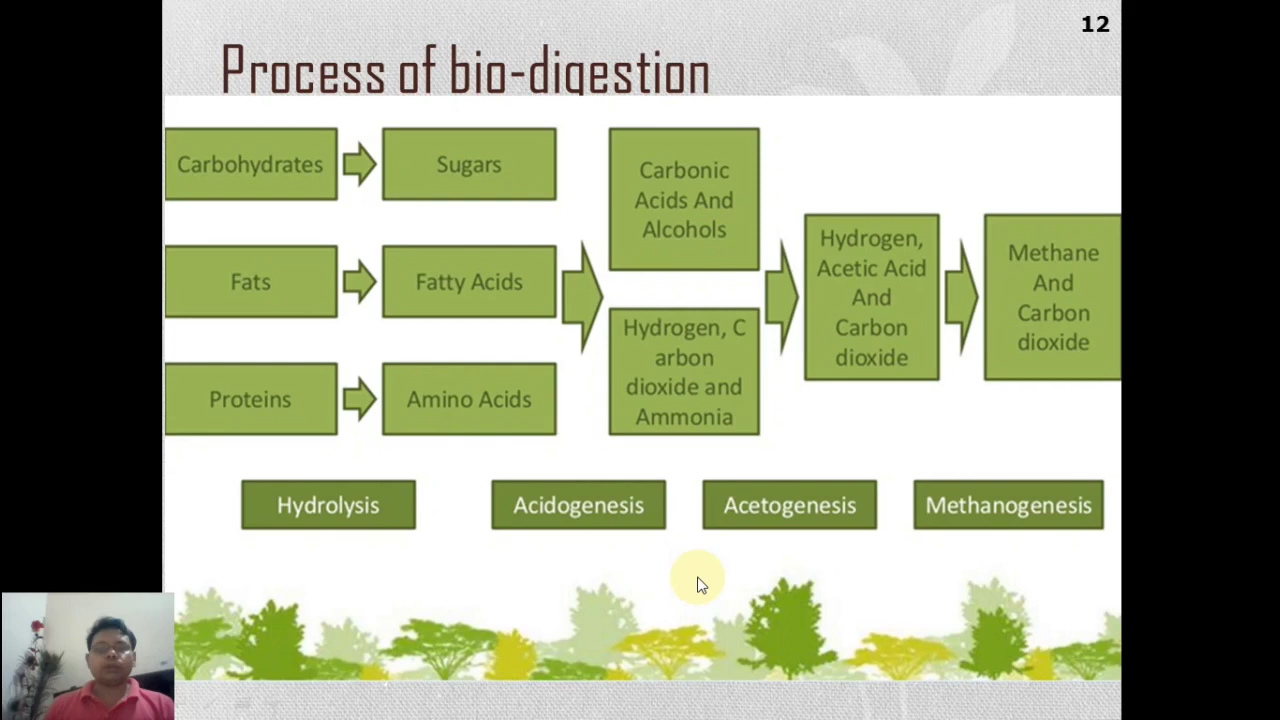 12
Process of bio-digestion
Carbohydrates
Sugars
Fats
Fatty Acids
Proteins
Amino Acids
Carbonic
Acids And
Alcohols
Hydrogen, C
arbon
dioxide and
Ammonia
Hydrogen,
Acetic Acid
And
Carbon
dioxide
Methane
And
Carbon
dioxide
Hydrolysis
Acidogenesis
Acetogenesis
Methanogenesis